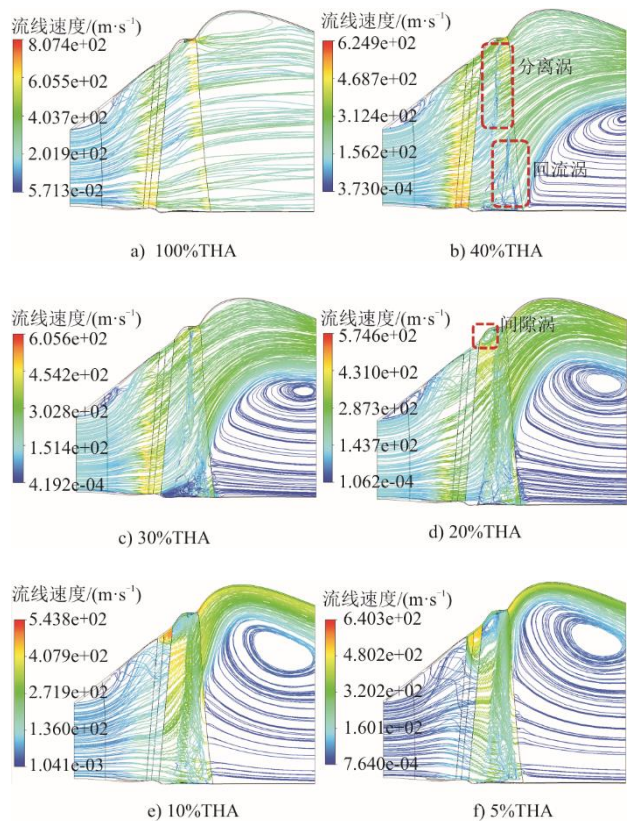 流线速度/(m·s⁻¹)
8.074e+02
6.055e+02
4.037e+02
2.019e+02
5.713e-02
a) 100%THA
流线速度/(m·s⁻¹)
6.249e+02
4.687e+02
3.124e+02
1.562e+02
3.730e-04
分离涡
回流涡
b) 40%THA
流线速度/(m·s⁻¹)
6.056e+02
4.542e+02
3.028e+02
1.514e+02
4.192e-04
c) 30%THA
流线速度/(m·s⁻¹)
5.746e+02
4.310e+02
2.873e+02
1.437e+02
1.062e-04
间隙涡
d) 20%THA
流线速度/(m·s⁻¹)
5.438e+02
4.079e+02
2.719e+02
1.360e+02
1.041e-03
e) 10%THA
流线速度/(m·s⁻¹)
6.403e+02
4.802e+02
3.202e+02
1.601e+02
7.640e-04
f) 5%THA